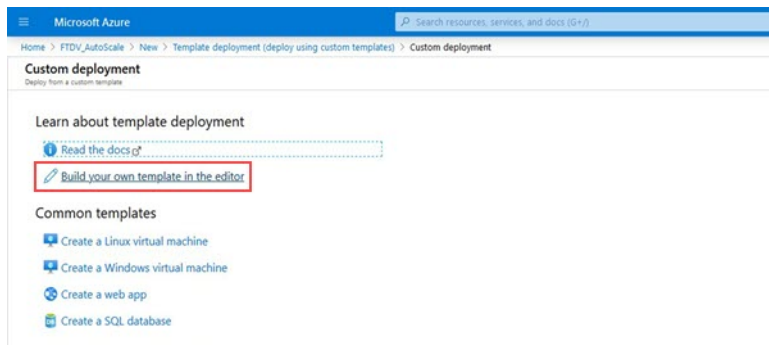 Microsoft Azure
Search resources, services, and docs (G+/)
Home > FTDV_AutoScale > New > Template deployment (deploy using custom templates) > Custom deployment
Custom deployment
Deploy from a custom template
Learn about template deployment
Read the docs
Build your own template in the editor
Common templates
Create a Linux virtual machine
Create a Windows virtual machine
Create a web app
Create a SQL database